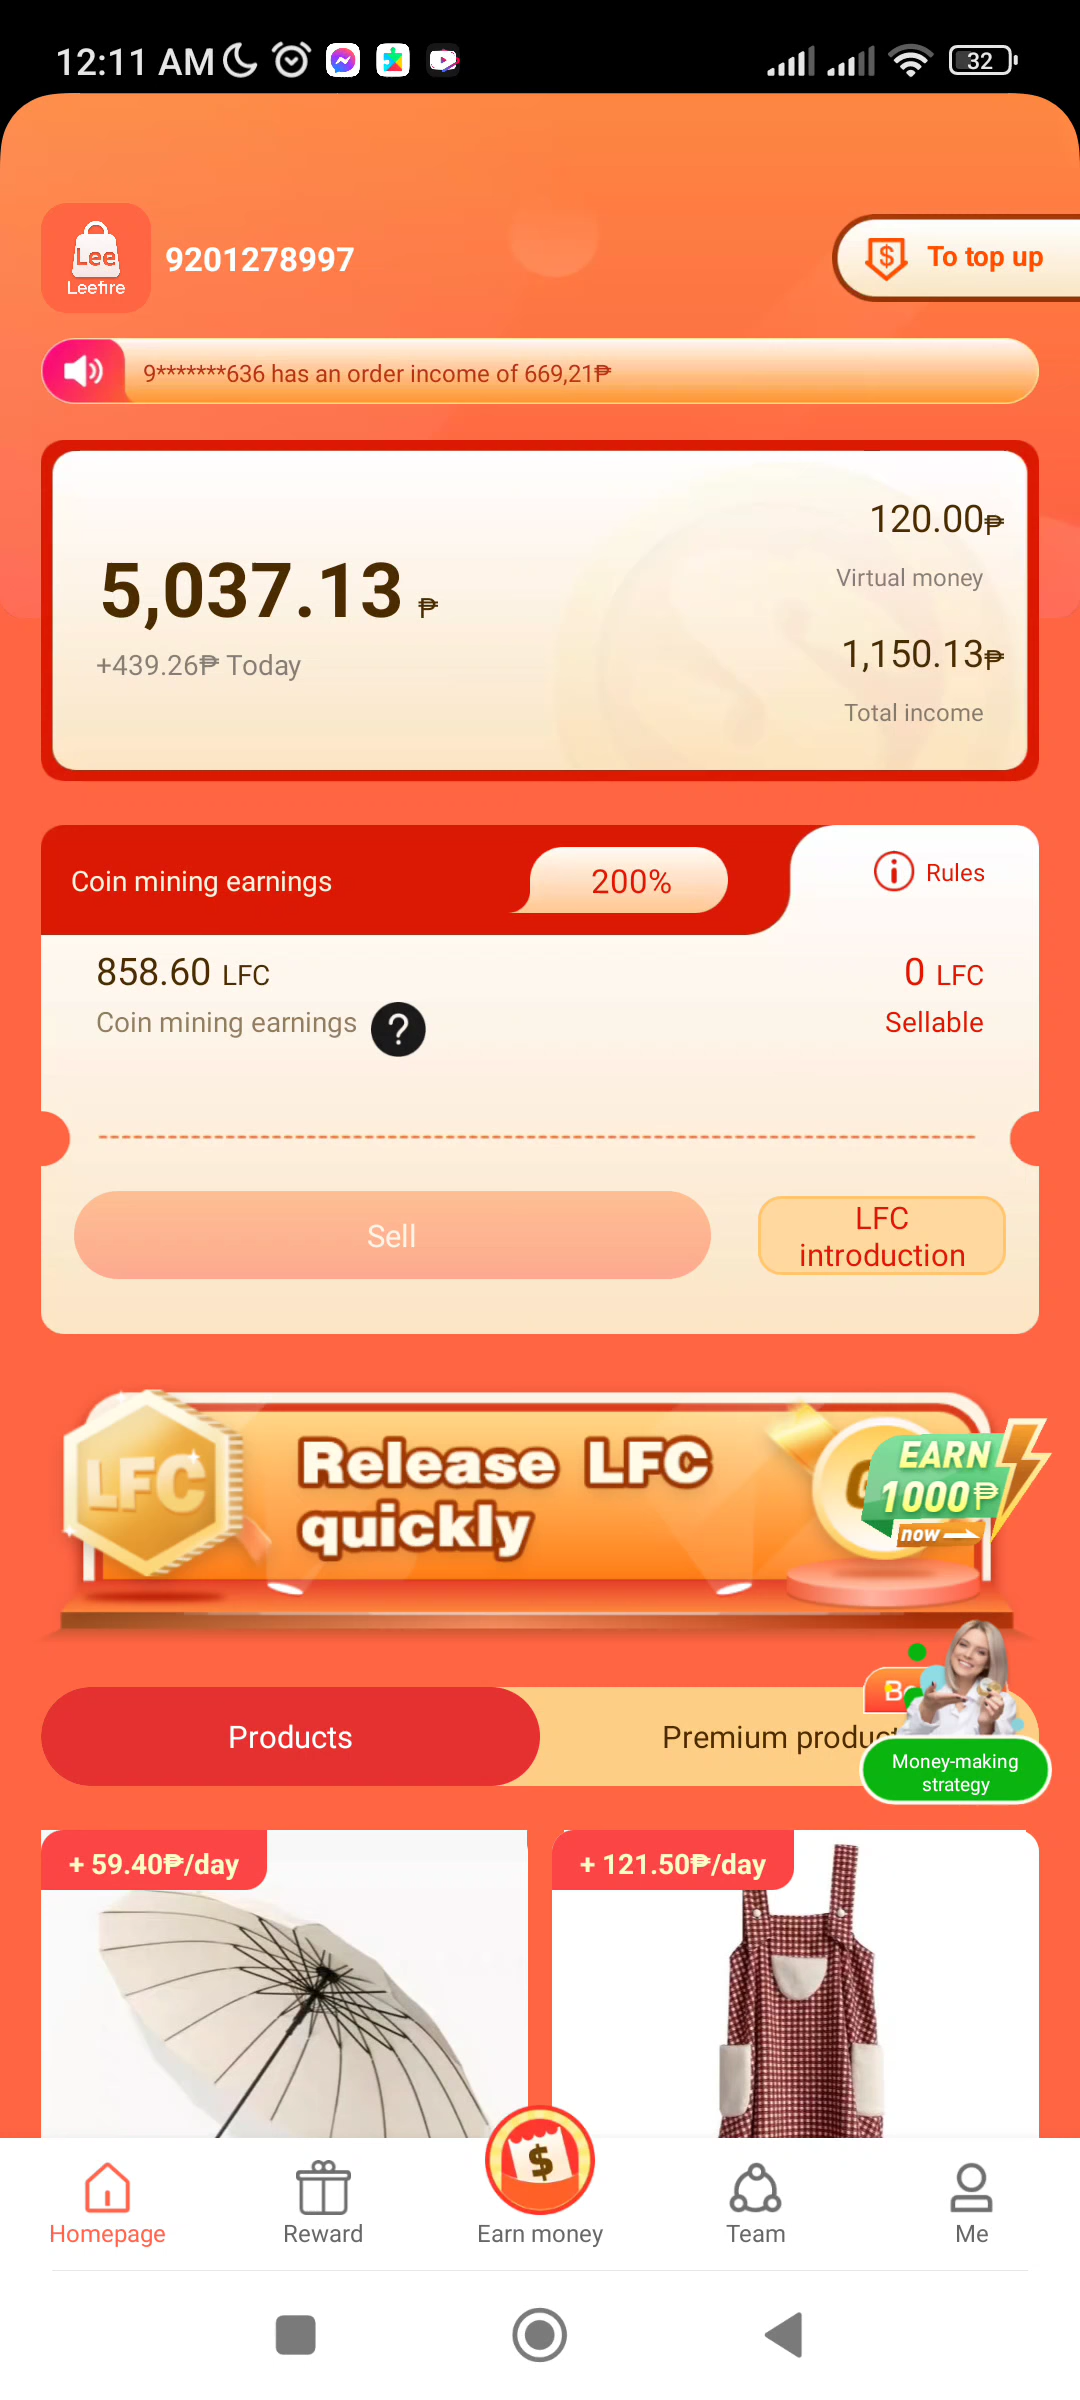 12:11 AM
32
Lee
Leefire
9201278997
To top up
9*******636 has an order income of 669,21₱
120.00₱
Virtual money
5,037.13 ₱
+439.26₱ Today
1,150.13₱
Total income
Coin mining earnings
200%
Rules
858.60 LFC
0 LFC
Coin mining earnings ?
Sellable
Sell
LFC
introduction
LFC
Release LFC
quickly
EARN
1000₱
now
Products
Premium product
Money-making
strategy
+ 59.40₱/day
+ 121.50₱/day
Homepage
Reward
Earn money
Team
Me